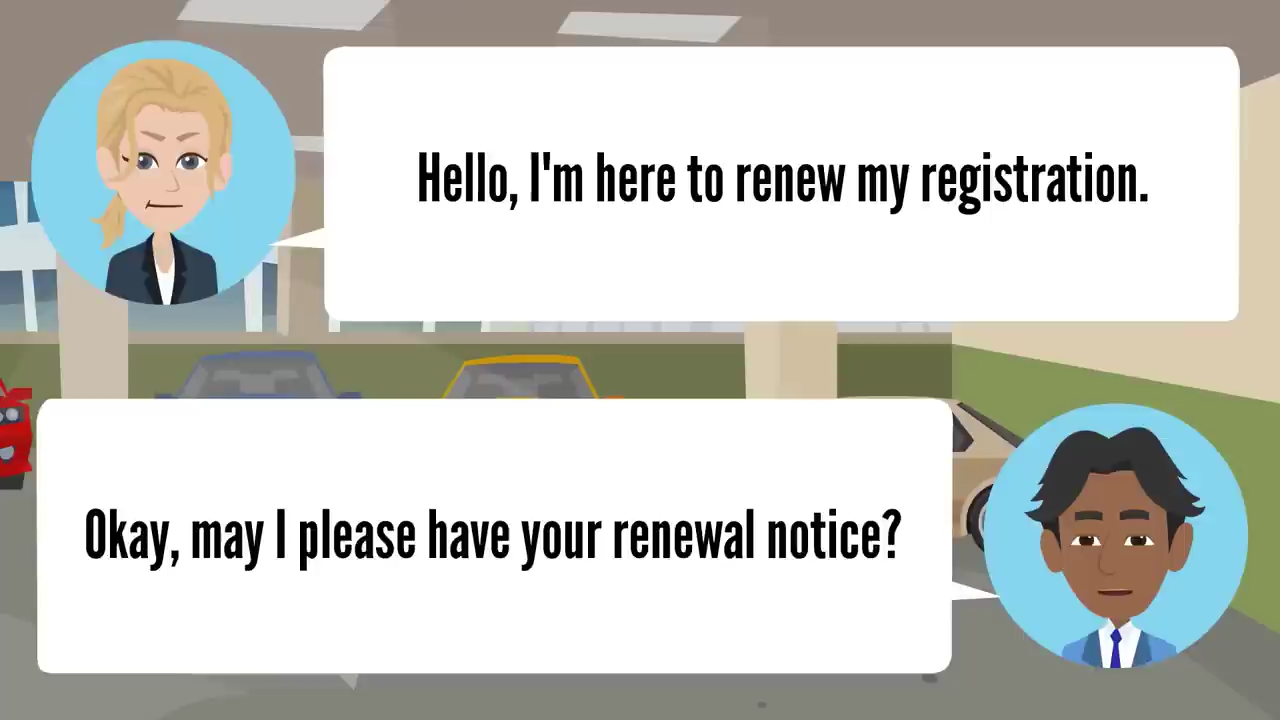 Hello, I'm here to renew my registration.
Okay, may I please have your renewal notice?